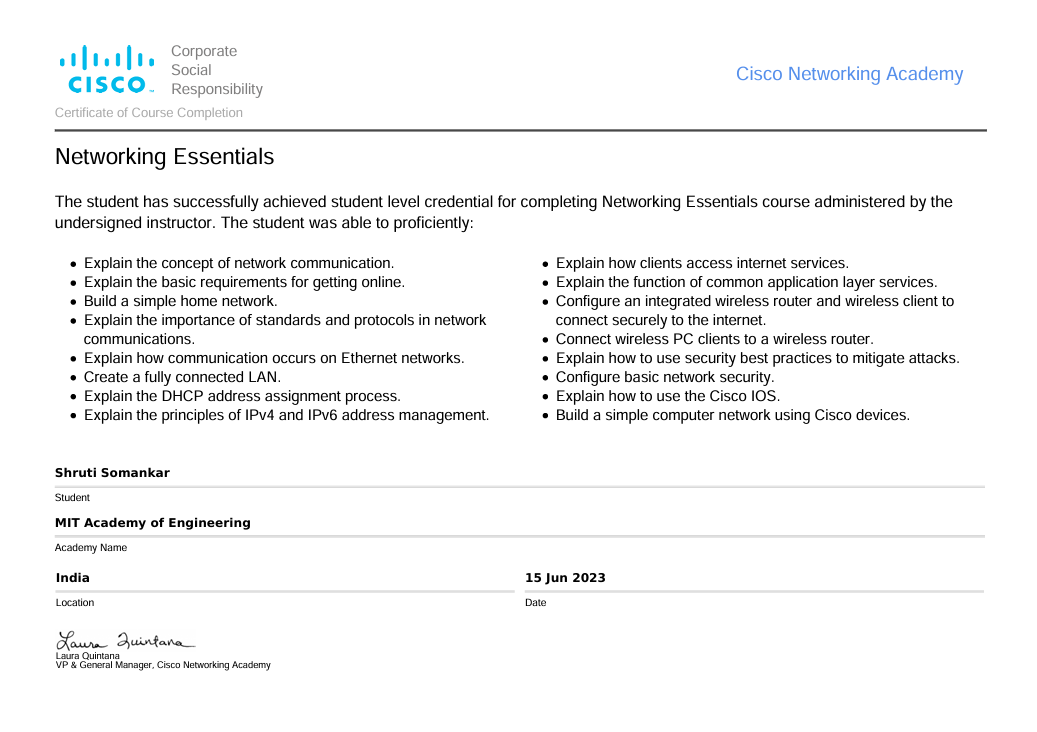 CISCO
Corporate
Social
Responsibility
Cisco Networking Academy
Certificate of Course Completion
Networking Essentials
The student has successfully achieved student level credential for completing Networking Essentials course administered by the
undersigned instructor. The student was able to proficiently:
• Explain the concept of network communication.
• Explain the basic requirements for getting online.
• Build a simple home network.
• Explain the importance of standards and protocols in network
communications.
• Explain how communication occurs on Ethernet networks.
• Create a fully connected LAN.
• Explain the DHCP address assignment process.
• Explain the principles of IPv4 and IPv6 address management.
• Explain how clients access internet services.
• Explain the function of common application layer services.
• Configure an integrated wireless router and wireless client to
connect securely to the internet.
• Connect wireless PC clients to a wireless router.
• Explain how to use security best practices to mitigate attacks.
• Configure basic network security.
• Explain how to use the Cisco IOS.
• Build a simple computer network using Cisco devices.
Shruti Somankar
Student
MIT Academy of Engineering
Academy Name
India
Location
15 Jun 2023
Date
Laura Quintana
Laura Quintana
VP & General Manager, Cisco Networking Academy